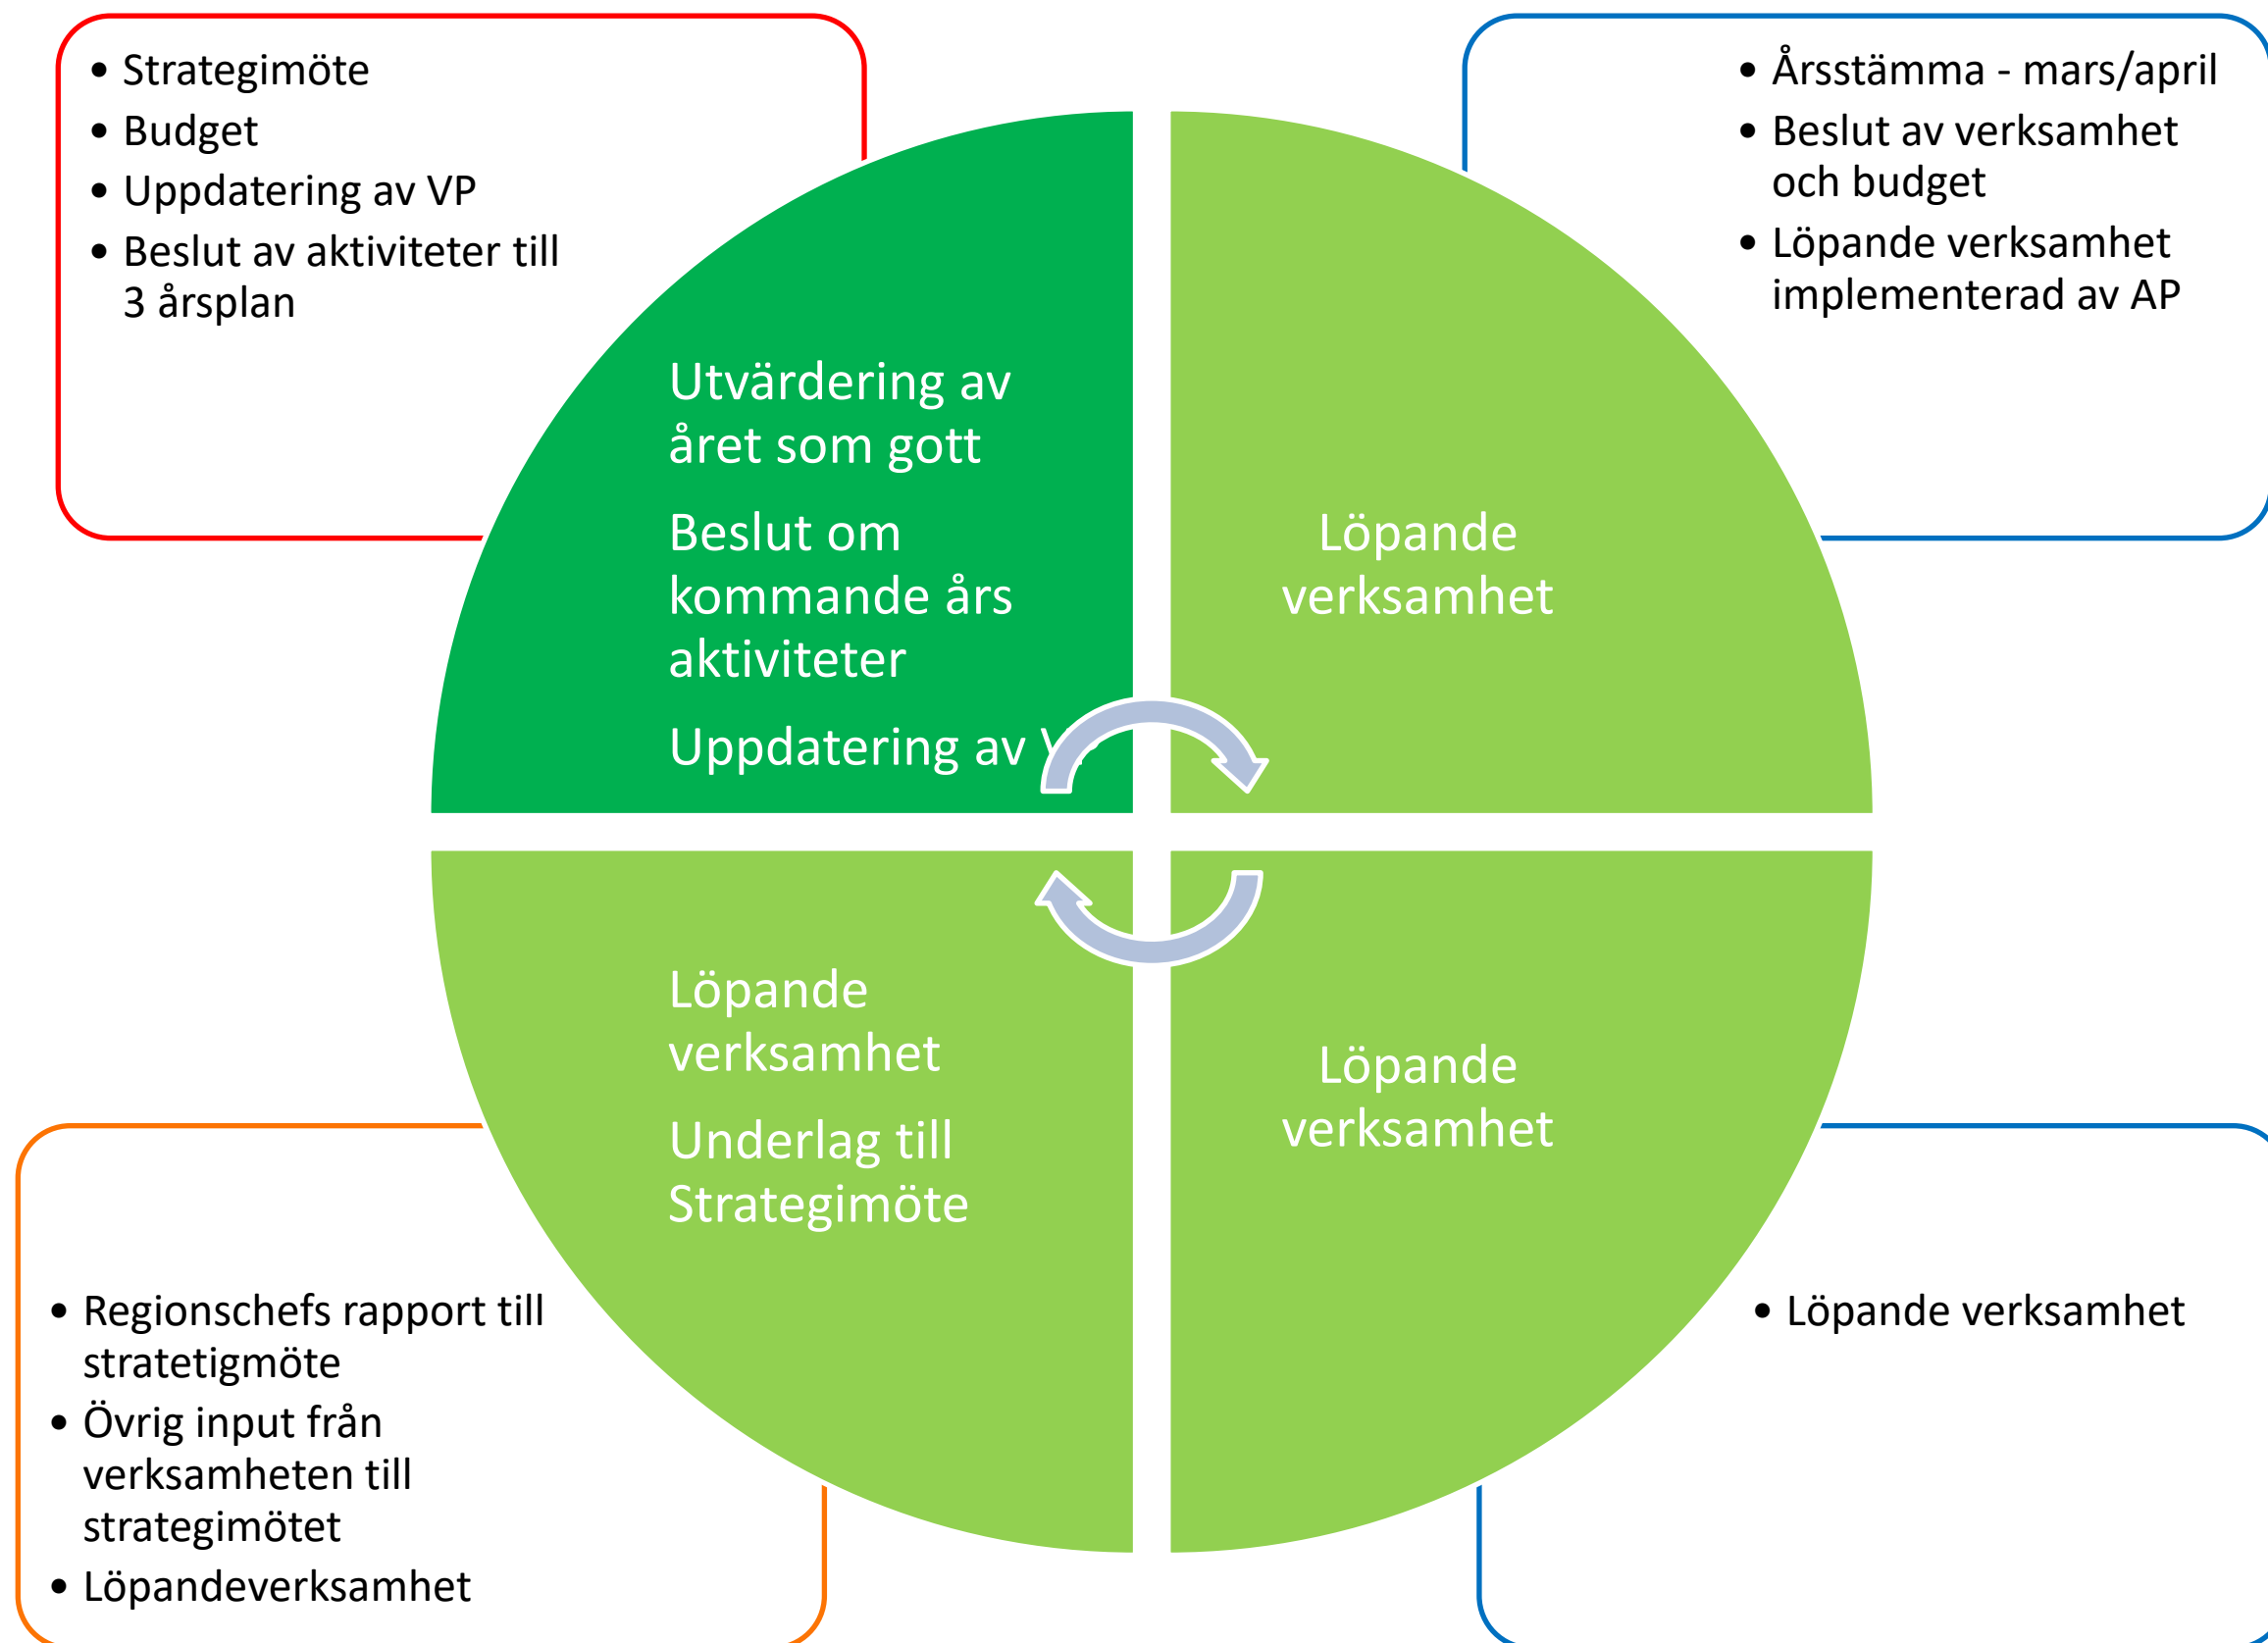 • Strategimöte
• Budget
• Uppdatering av VP
• Beslut av aktiviteter till
3 årsplan
• Årsstämma - mars/april
• Beslut av verksamhet
och budget
• Löpande verksamhet
implementerad av AP
Utvärdering av
året som gott
Beslut om
kommande års
aktiviteter
Uppdatering av
Löpande
verksamhet
Löpande
verksamhet
Underlag till
Strategimöte
Löpande
verksamhet
• Regionschefs rapport till
stratetigmöte
• Övrig input från
verksamheten till
strategimötet
• Löpandeverksamhet
• Löpande verksamhet